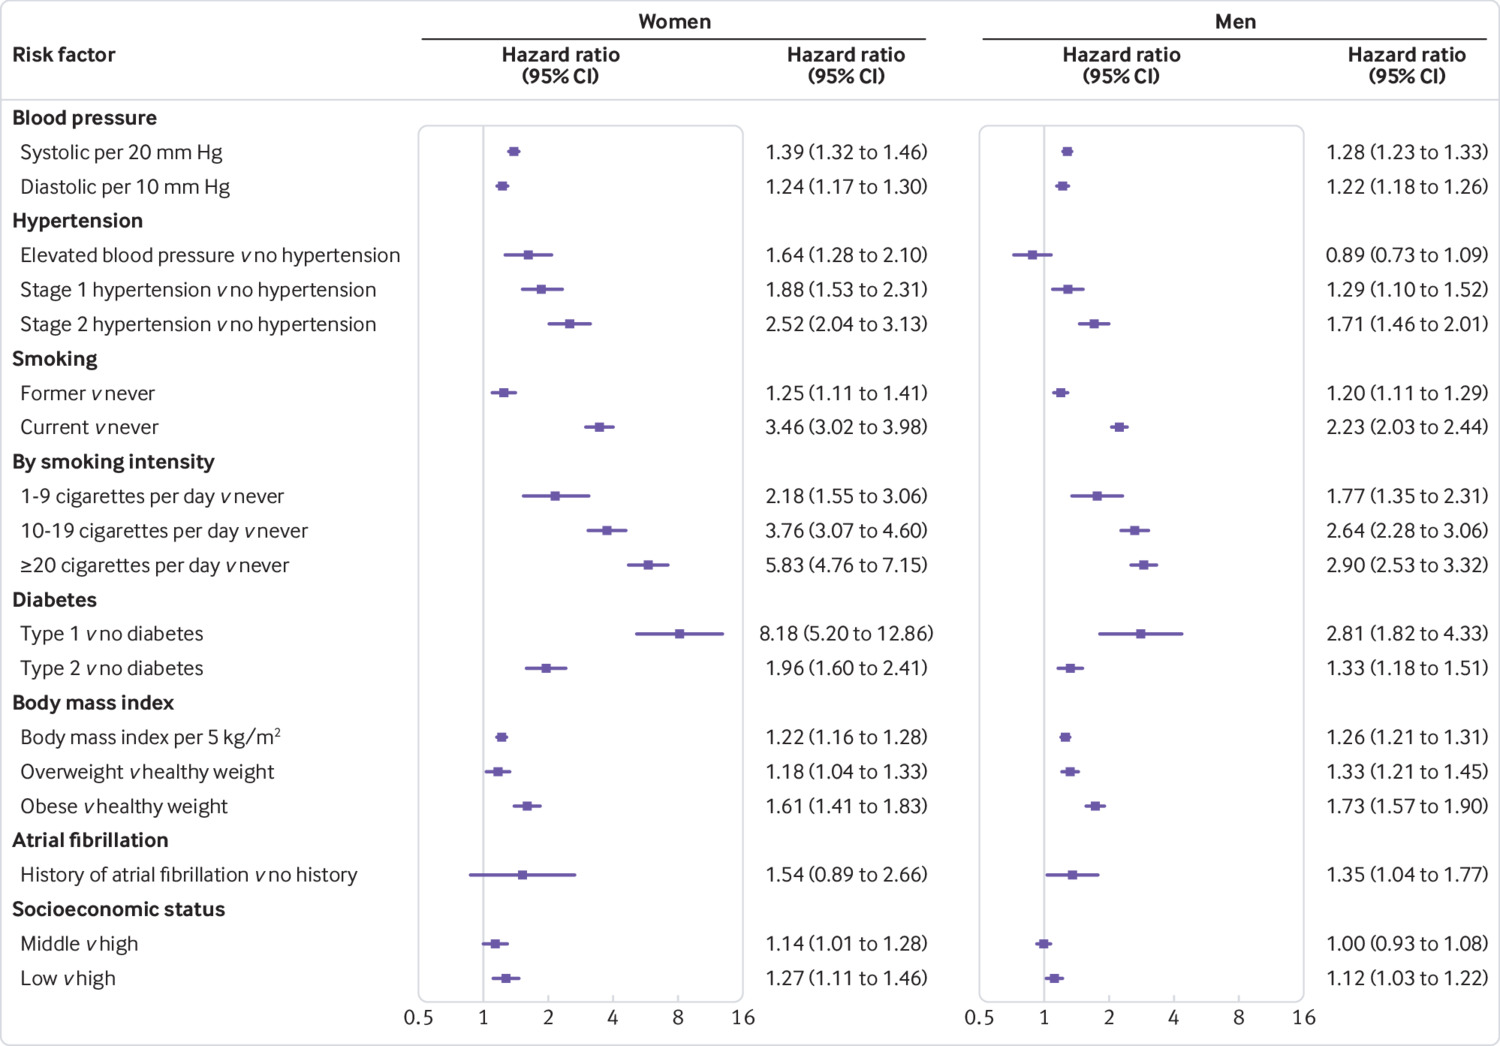 Women Men
Risk factor Hazard ratio (95% CI) Hazard ratio (95% CI) Hazard ratio (95% CI) Hazard ratio (95% CI)
Blood pressure
Systolic per 20 mm Hg 1.39 (1.32 to 1.46) 1.28 (1.23 to 1.33)
Diastolic per 10 mm Hg 1.24 (1.17 to 1.30) 1.22 (1.18 to 1.26)
Hypertension
Elevated blood pressure v no hypertension 1.64 (1.28 to 2.10) 0.89 (0.73 to 1.09)
Stage 1 hypertension v no hypertension 1.88 (1.53 to 2.31) 1.29 (1.10 to 1.52)
Stage 2 hypertension v no hypertension 2.52 (2.04 to 3.13) 1.71 (1.46 to 2.01)
Smoking
Former v never 1.25 (1.11 to 1.41) 1.20 (1.11 to 1.29)
Current v never 3.46 (3.02 to 3.98) 2.23 (2.03 to 2.44)
By smoking intensity
1-9 cigarettes per day v never 2.18 (1.55 to 3.06) 1.77 (1.35 to 2.31)
10-19 cigarettes per day v never 3.76 (3.07 to 4.60) 2.64 (2.28 to 3.06)
≥20 cigarettes per day v never 5.83 (4.76 to 7.15) 2.90 (2.53 to 3.32)
Diabetes
Type 1 v no diabetes 8.18 (5.20 to 12.86) 2.81 (1.82 to 4.33)
Type 2 v no diabetes 1.96 (1.60 to 2.41) 1.33 (1.18 to 1.51)
Body mass index
Body mass index per 5 kg/m² 1.22 (1.16 to 1.28) 1.26 (1.21 to 1.31)
Overweight v healthy weight 1.18 (1.04 to 1.33) 1.33 (1.21 to 1.45)
Obese v healthy weight 1.61 (1.41 to 1.83) 1.73 (1.57 to 1.90)
Atrial fibrillation
History of atrial fibrillation v no history 1.54 (0.89 to 2.66) 1.35 (1.04 to 1.77)
Socioeconomic status
Middle v high 1.14 (1.01 to 1.28) 1.00 (0.93 to 1.08)
Low v high 1.27 (1.11 to 1.46) 1.12 (1.03 to 1.22)
0.5 1 2 4 8 16 0.5 1 2 4 8 16